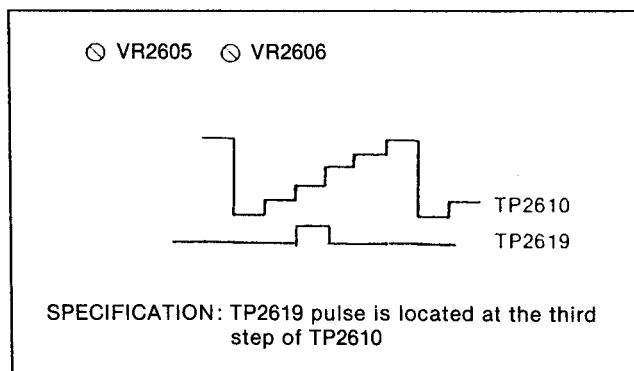 VR2605 VR2606
TP2610
TP2619
SPECIFICATION: TP2619 pulse is located at the third
step of TP2610